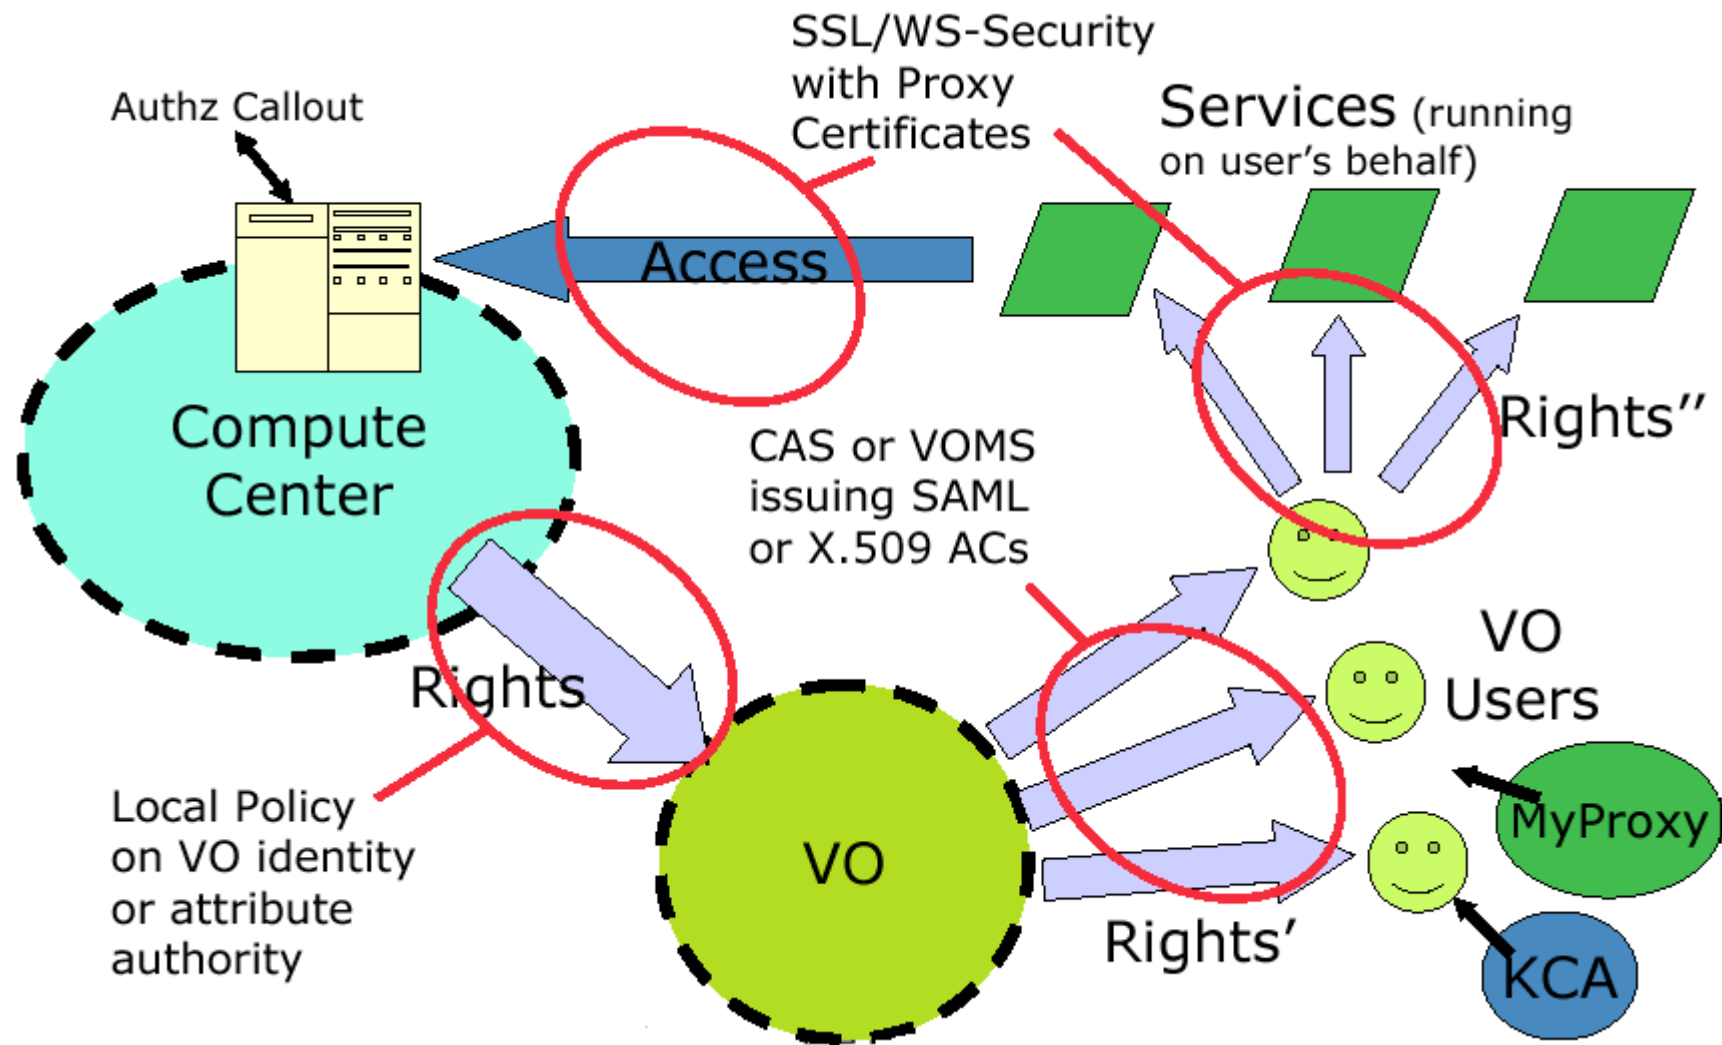 SSL/WS-Security
with Proxy
Certificates
Authz Callout
Services (running
on user’s behalf)
Access
Compute
Center
Rights’’
CAS or VOMS
issuing SAML
or X.509 ACs
VO
Users
Rights
Local Policy
on VO identity
or attribute
authority
VO
MyProxy
Rights’
KCA